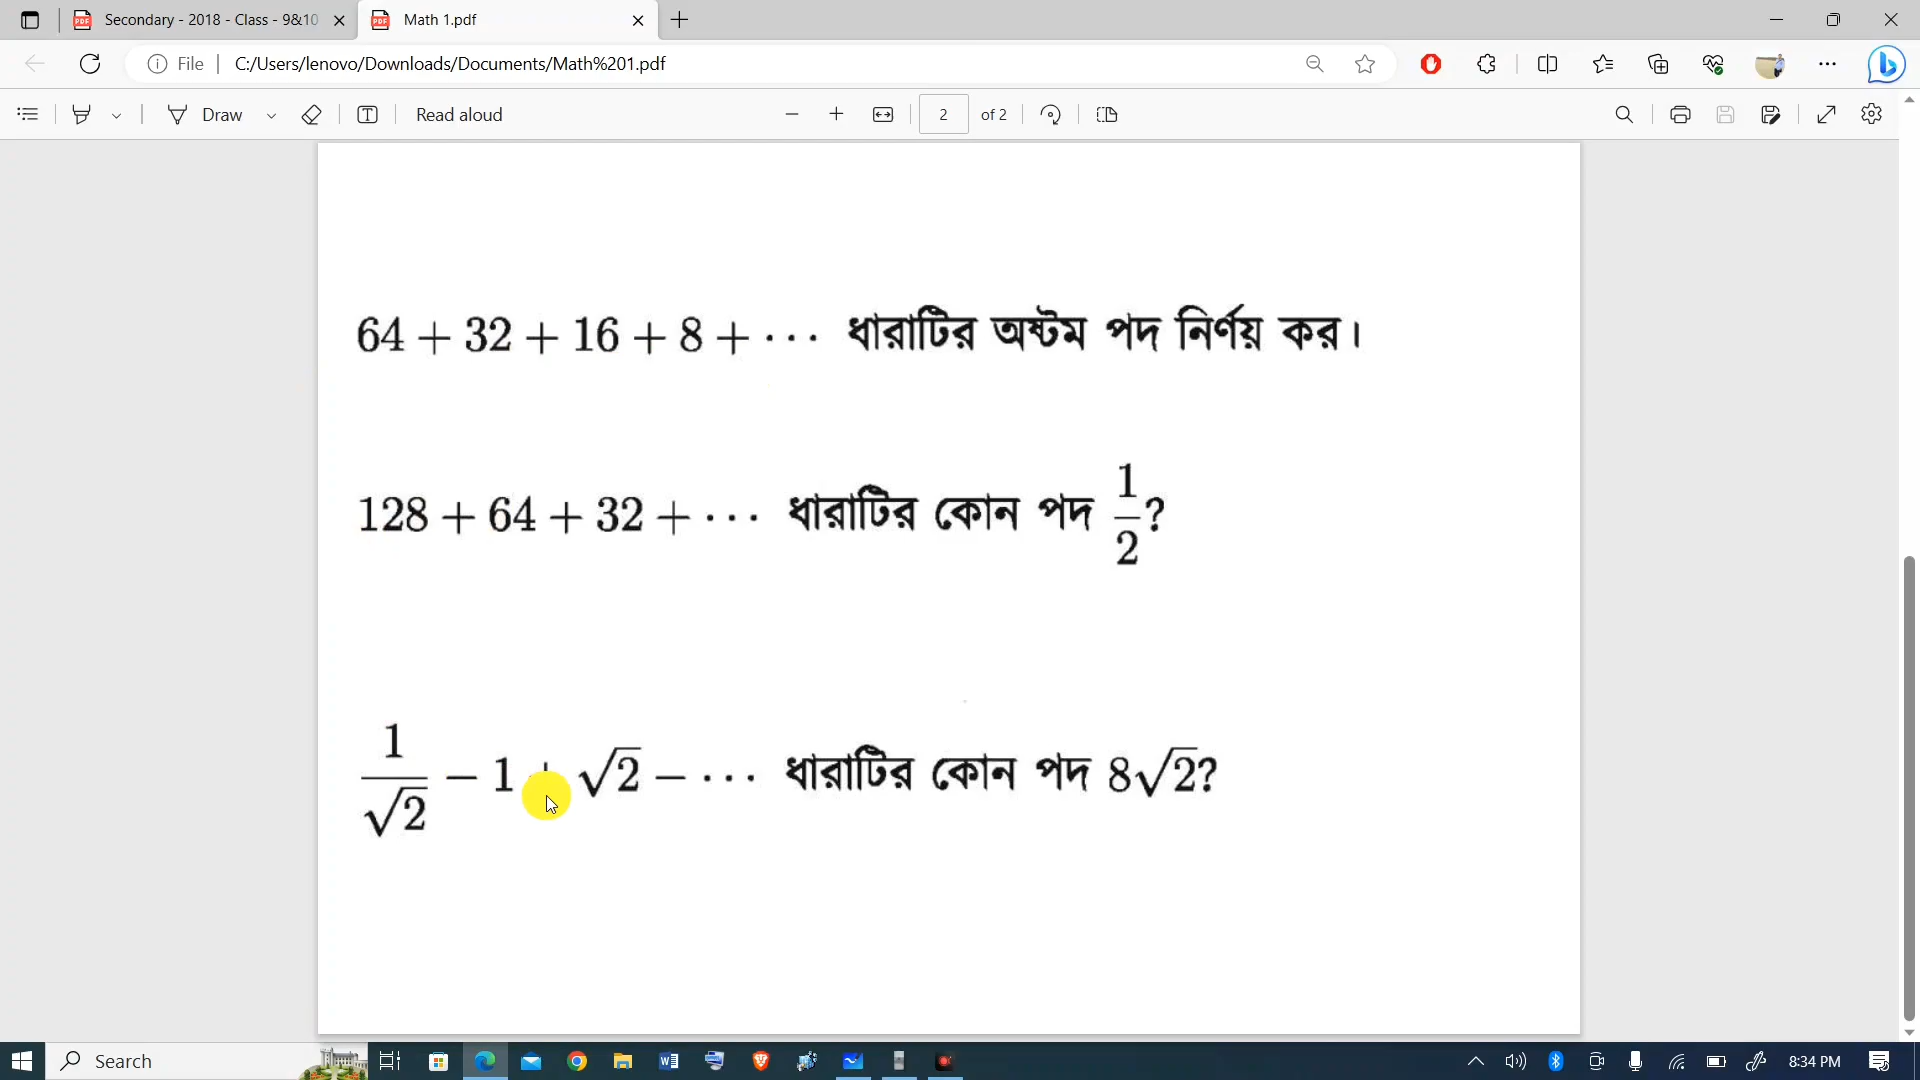 Secondary - 2018 - Class - 9&10
Math 1.pdf
File
C:/Users/lenovo/Downloads/Documents/Math%201.pdf
Draw
Read aloud
2
of 2
64 + 32 + 16 + 8 + ··· ধারাটির অষ্টম পদ নির্ণয় কর।
128 + 64 + 32 + ··· ধারাটির কোন পদ 1/2?
1/√2 − 1 + √2 − ··· ধারাটির কোন পদ 8√2?
Search
8:34 PM